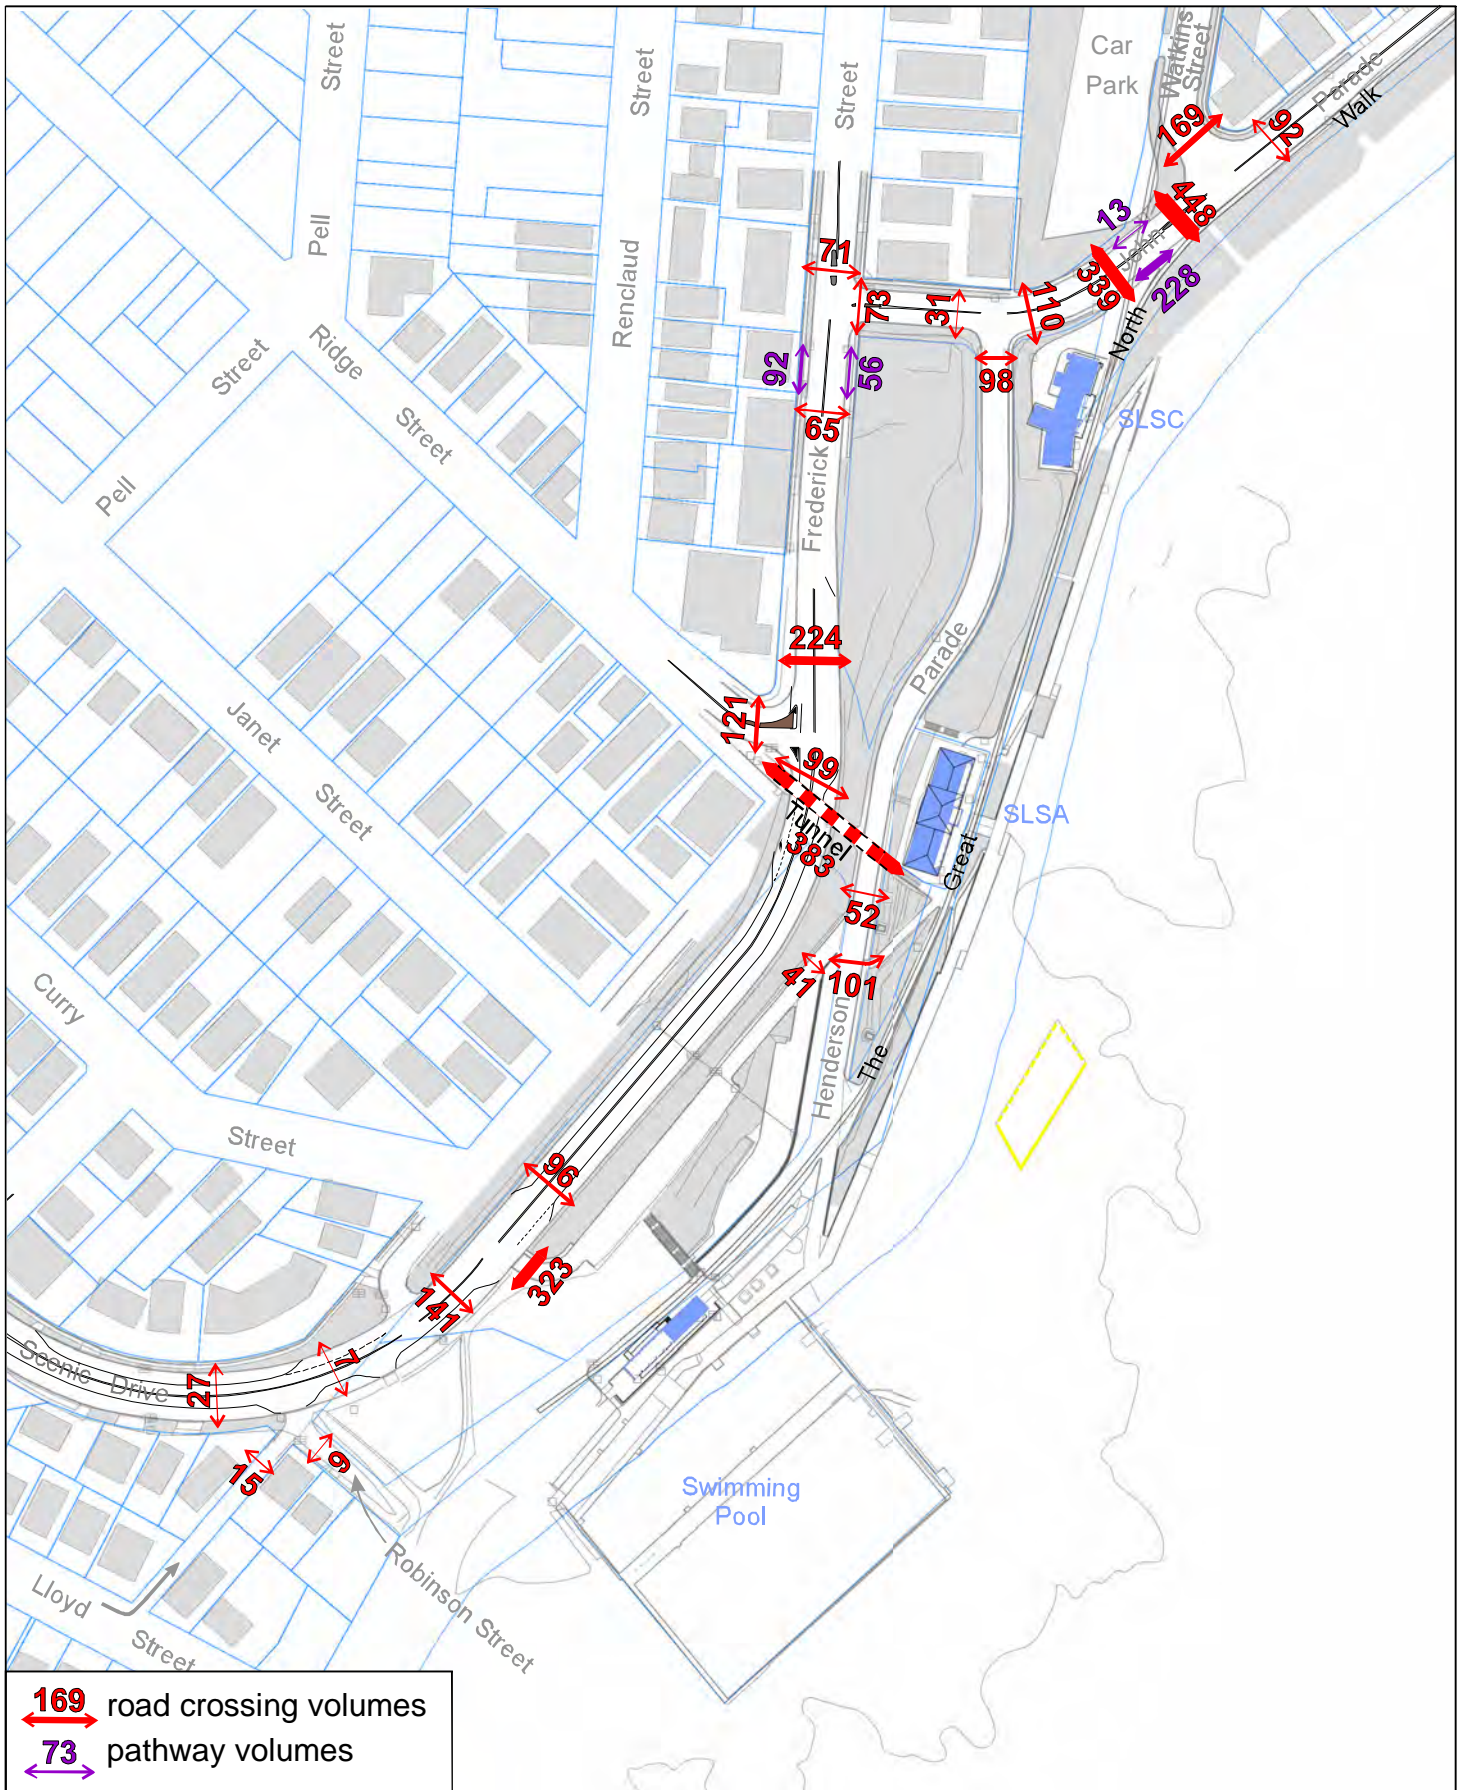 Street
Street
Street
Car
Park
Watkins
Street
Parade
Walk
169
92
448
13
John
339
228
North
Pell
Renclaud
71
73
31
110
92
56
98
65
SLSC
Street
Ridge
Street
Pell
Frederick
224
Parade
121
99
Tunnel
383
SLSA
Great
Janet
Street
52
41
101
Henderson
The
Curry
Street
96
323
141
7
27
Scenic Drive
15
9
Swimming
Pool
Lloyd
Street
Robinson Street
169 road crossing volumes
73 pathway volumes